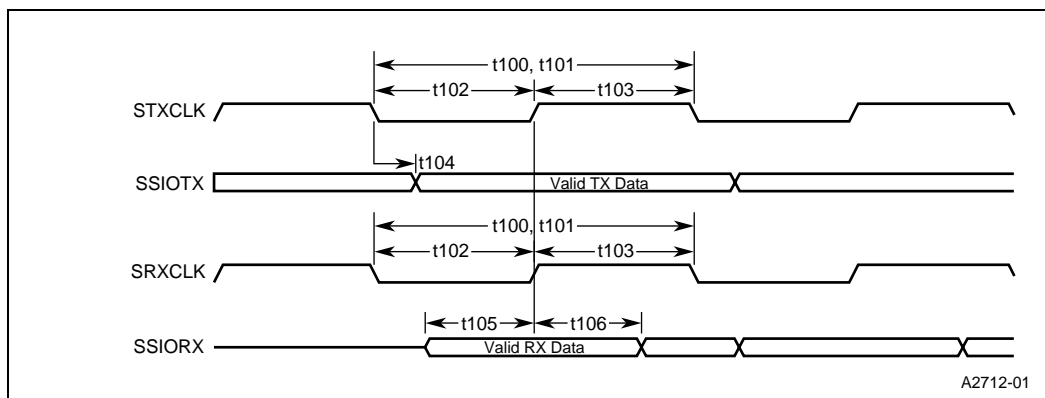 t100, t101
t102 t103
STXCLK
t104
SSIOTX Valid TX Data
t100, t101
t102 t103
SRXCLK
t105 t106
SSIORX Valid RX Data
A2712-01